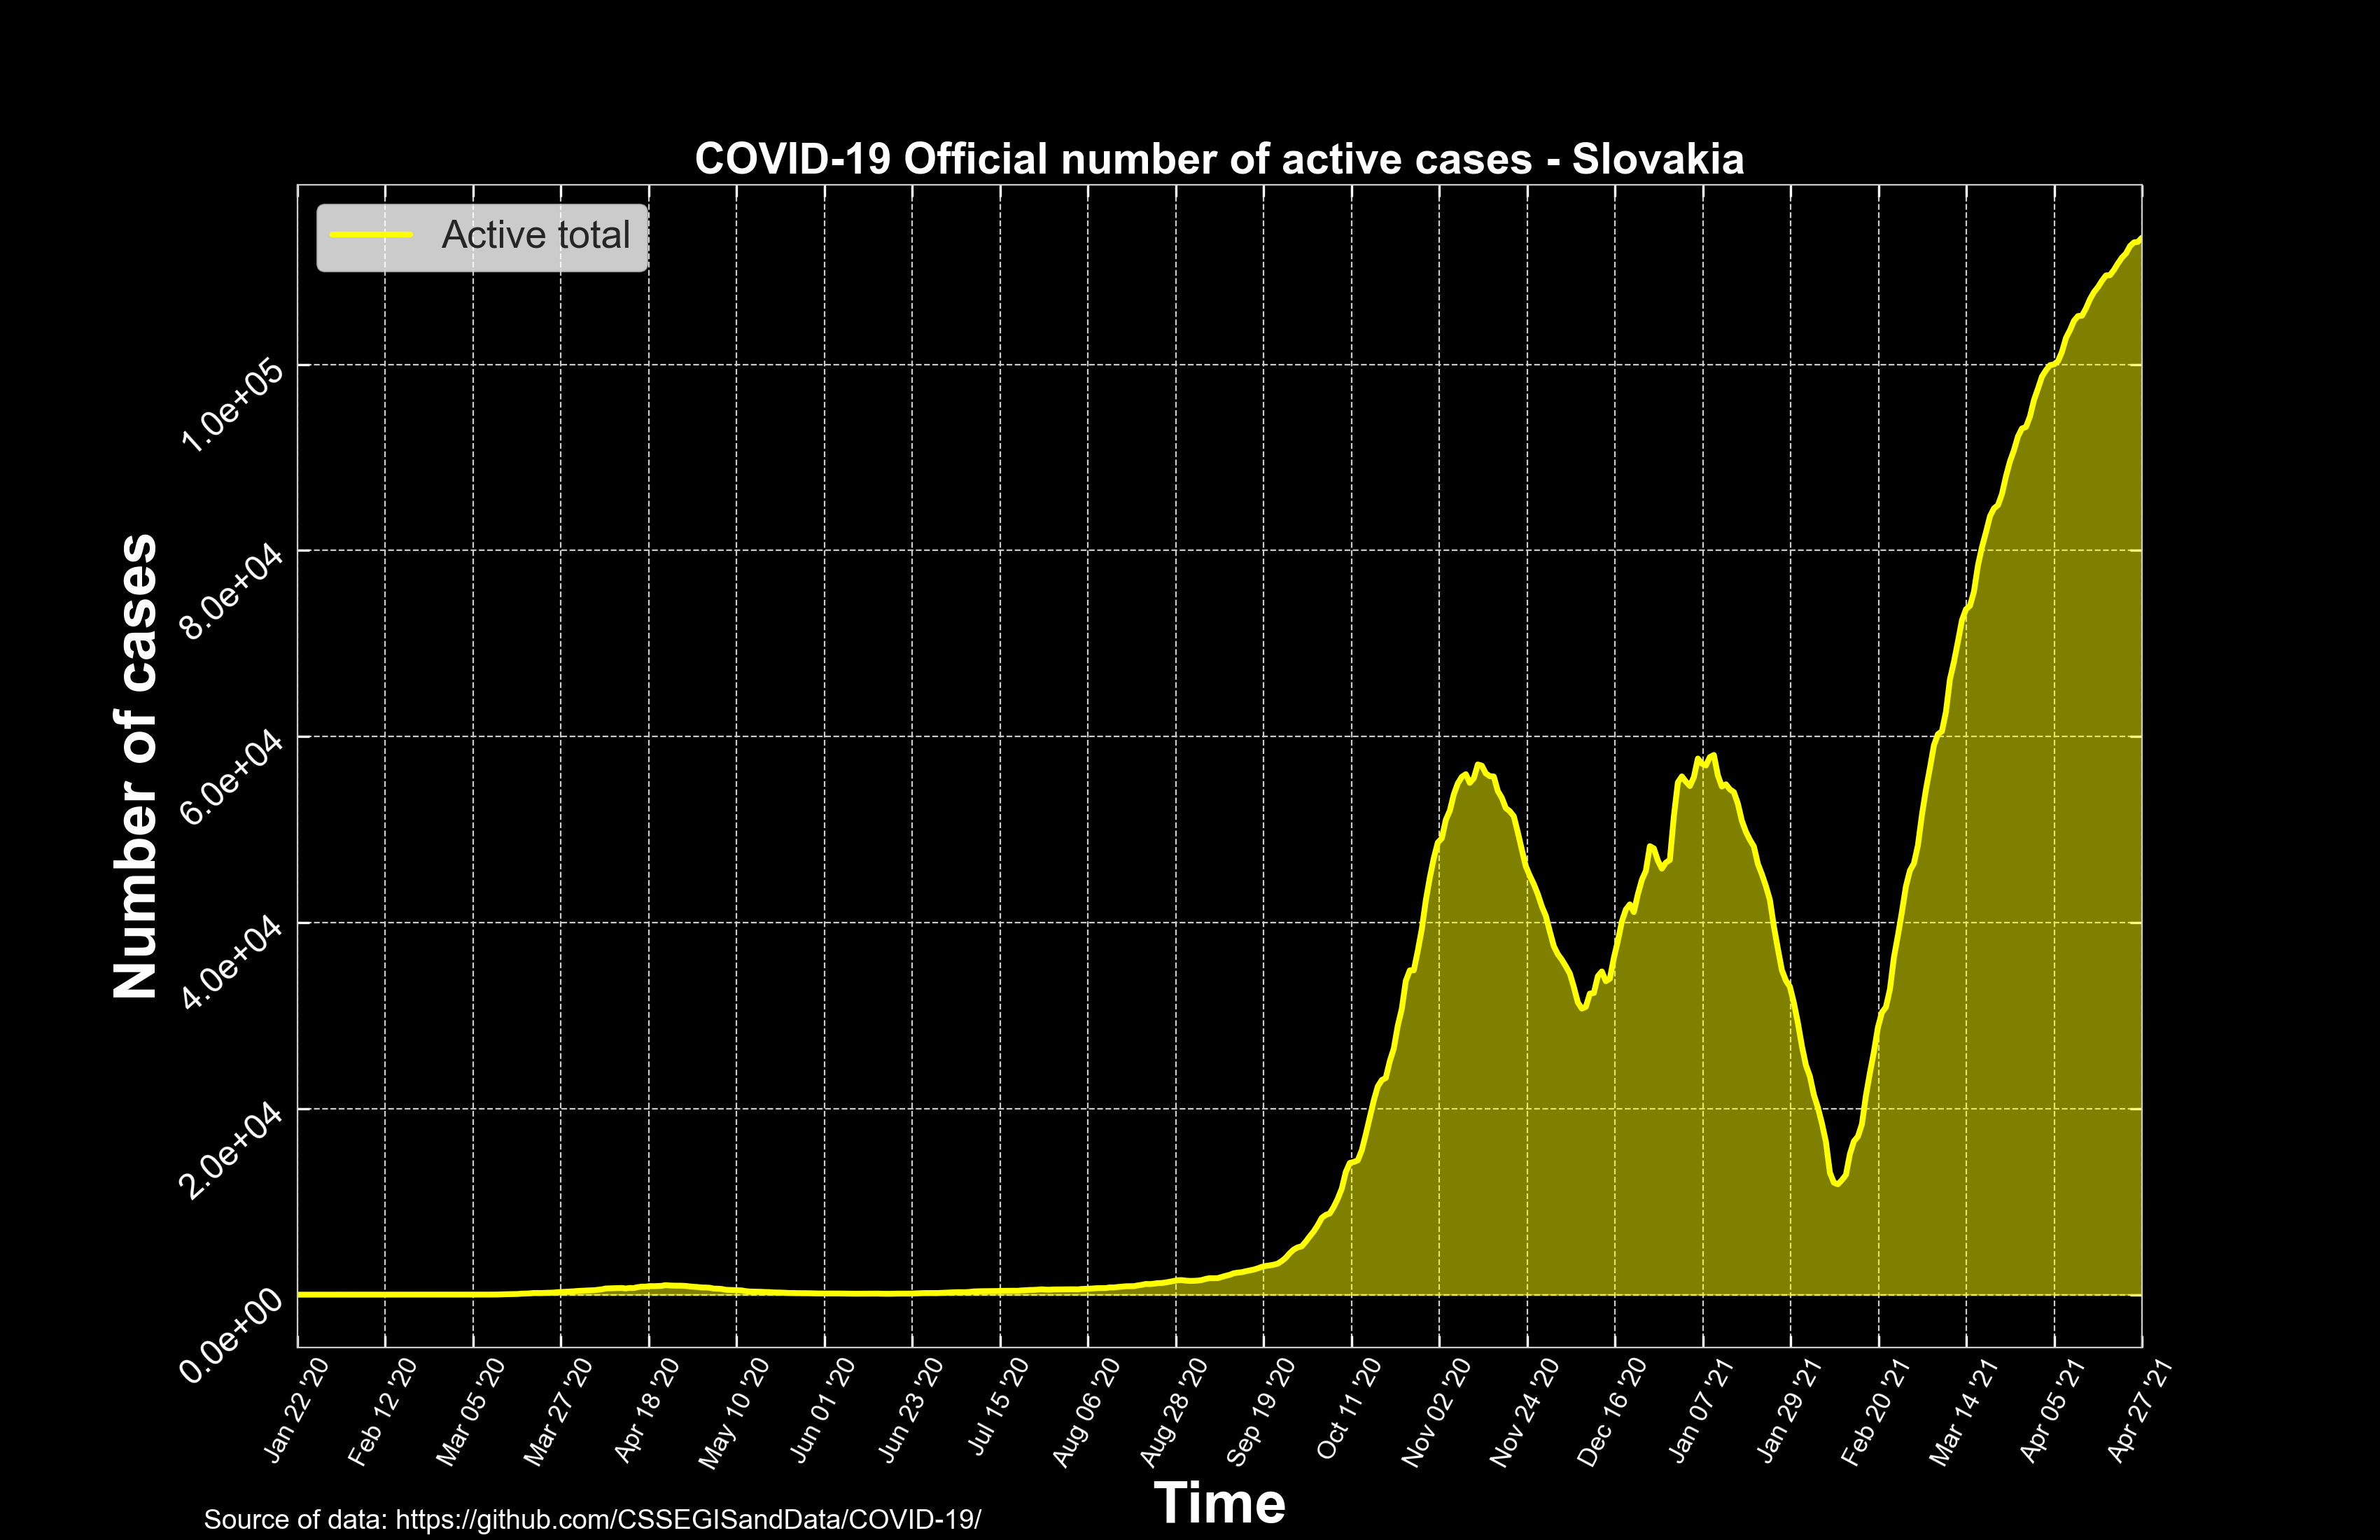 COVID-19 Official number of active cases - Slovakia
Active total
Number of cases
1.0e+05
8.0e+04
6.0e+04
4.0e+04
2.0e+04
0.0e+00
Jan 22 '20
Feb 12 '20
Mar 05 '20
Mar 27 '20
Apr 18 '20
May 10 '20
Jun 01 '20
Jun 23 '20
Jul 15 '20
Aug 06 '20
Aug 28 '20
Sep 19 '20
Oct 11 '20
Nov 02 '20
Nov 24 '20
Dec 16 '20
Jan 07 '21
Jan 29 '21
Feb 20 '21
Mar 14 '21
Apr 05 '21
Apr 27 '21
Time
Source of data: https://github.com/CSSEGISandData/COVID-19/